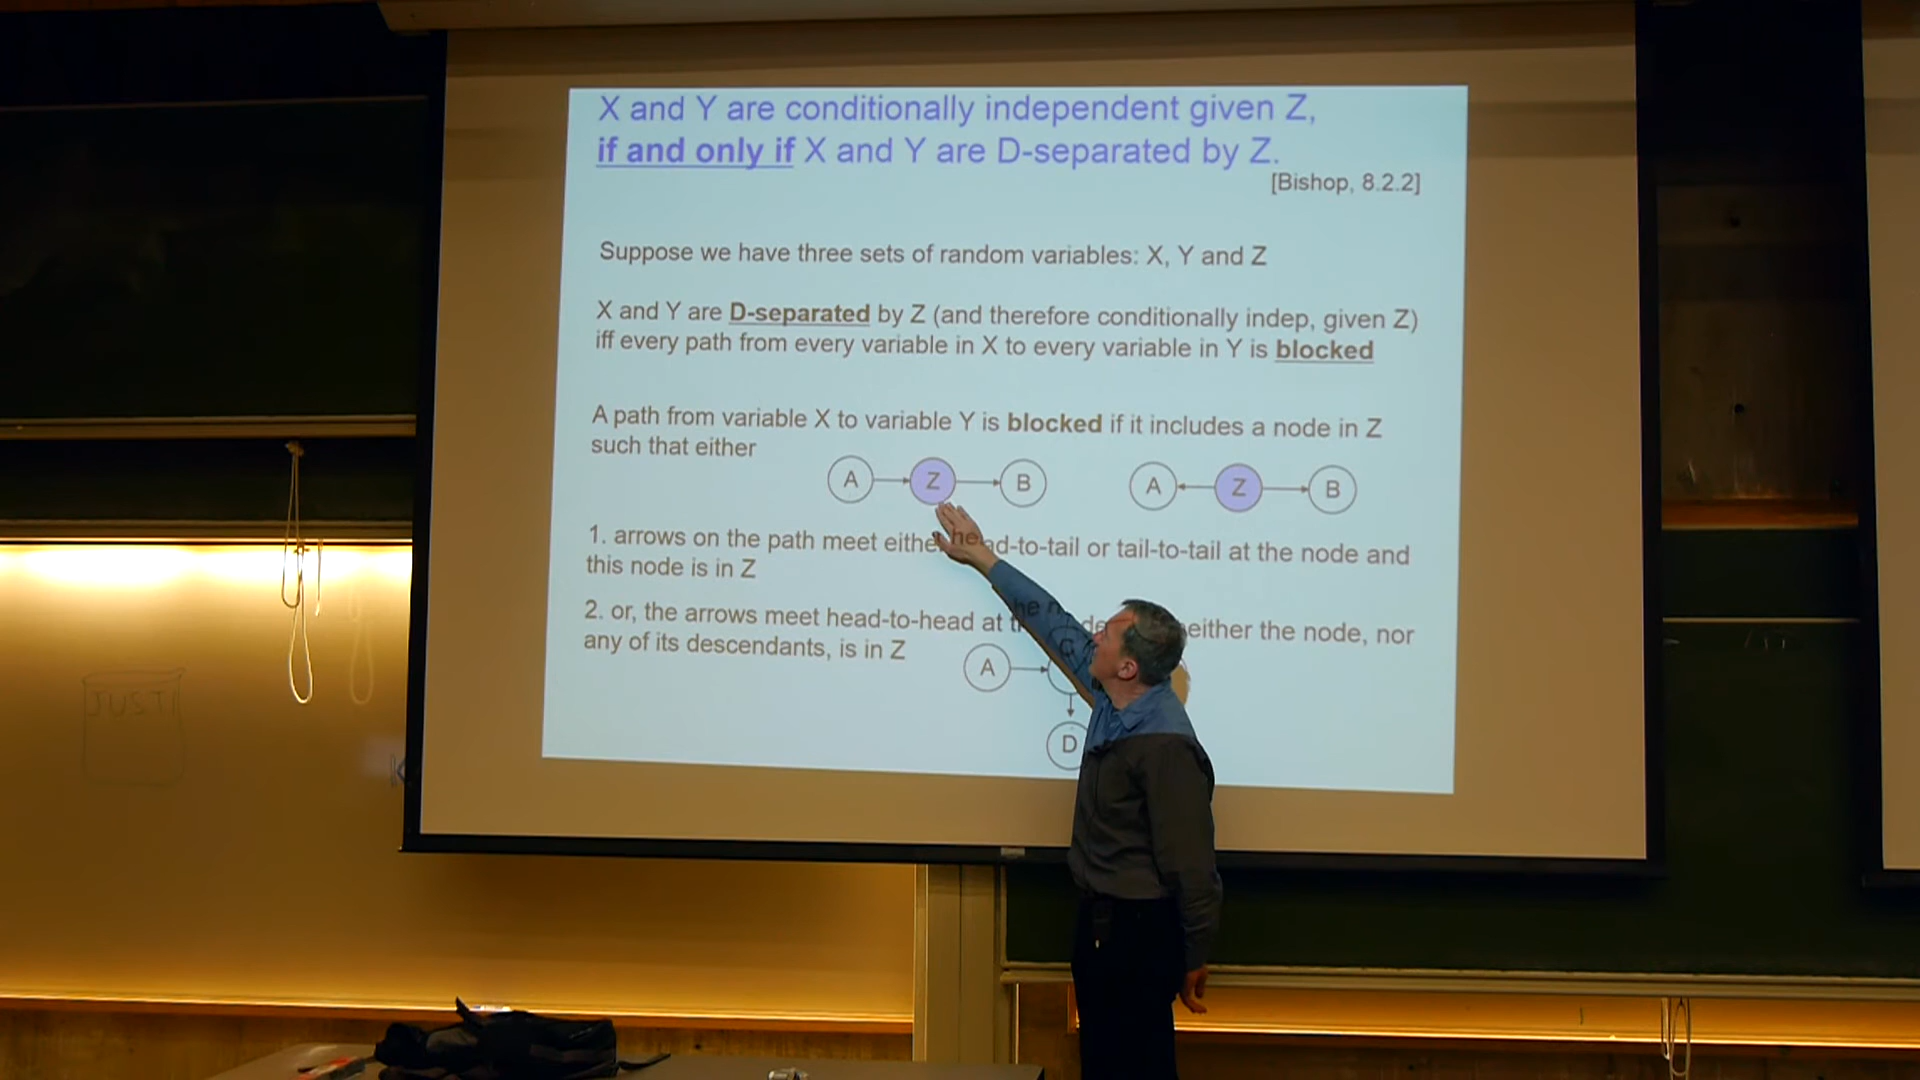 X and Y are conditionally independent given Z,
if and only if X and Y are D-separated by Z.
[Bishop, 8.2.2]
Suppose we have three sets of random variables: X, Y and Z
X and Y are D-separated by Z (and therefore conditionally indep, given Z)
iff every path from every variable in X to every variable in Y is blocked
A path from variable X to variable Y is blocked if it includes a node in Z
such that either
A Z B A Z B
1. arrows on the path meet either head-to-tail or tail-to-tail at the node and
this node is in Z
2. or, the arrows meet head-to-head at the neither the node, nor
any of its descendants, is in Z
A C
D
JUSTI
K